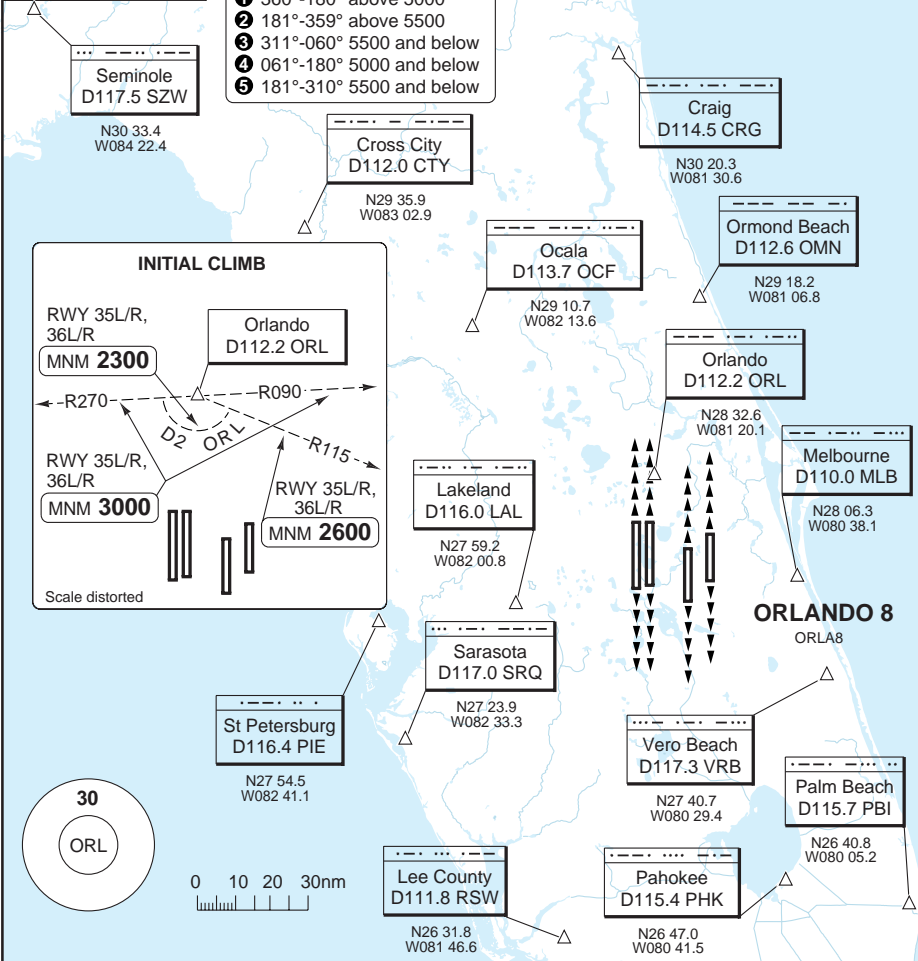 ❶ 360°-180° above 5000
❷ 181°-359° above 5500
❸ 311°-060° 5500 and below
❹ 061°-180° 5000 and below
❺ 181°-310° 5500 and below
Seminole
D117.5 SZW
N30 33.4
W084 22.4
Craig
D114.5 CRG
N30 20.3
W081 30.6
Cross City
D112.0 CTY
N29 35.9
W083 02.9
Ormond Beach
D112.6 OMN
N29 18.2
W081 06.8
Ocala
D113.7 OCF
N29 10.7
W082 13.6
INITIAL CLIMB
RWY 35L/R,
36L/R
MNM 2300
Orlando
D112.2 ORL
R270
R090
D2 ORL
R115
RWY 35L/R,
36L/R
MNM 3000
RWY 35L/R,
36L/R
MNM 2600
Scale distorted
Orlando
D112.2 ORL
N28 32.6
W081 20.1
Melbourne
D110.0 MLB
N28 06.3
W080 38.1
Lakeland
D116.0 LAL
N27 59.2
W082 00.8
ORLANDO 8
ORLA8
Sarasota
D117.0 SRQ
N27 23.9
W082 33.3
St Petersburg
D116.4 PIE
N27 54.5
W082 41.1
Vero Beach
D117.3 VRB
N27 40.7
W080 29.4
Palm Beach
D115.7 PBI
N26 40.8
W080 05.2
30
ORL
0 10 20 30nm
Lee County
D111.8 RSW
N26 31.8
W081 46.6
Pahokee
D115.4 PHK
N26 47.0
W080 41.5